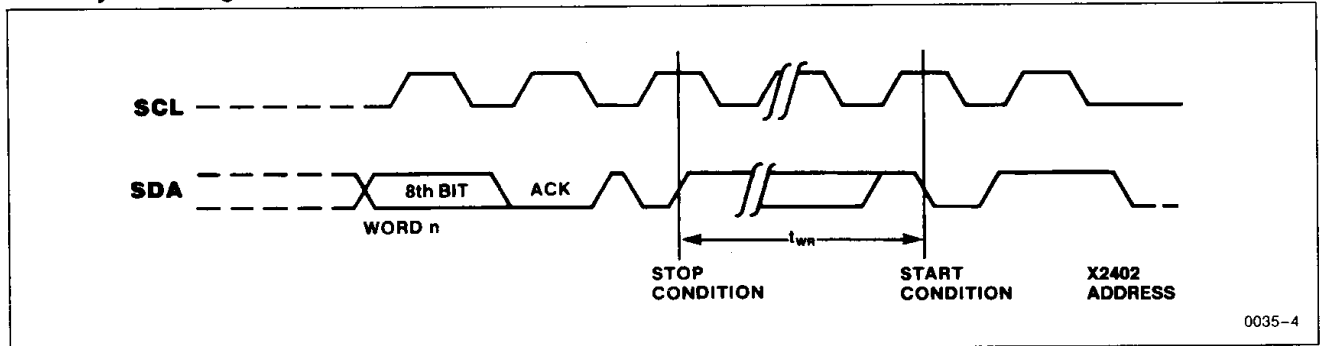 SCL
SDA
8th BIT
ACK
WORD n
tWR
STOP
CONDITION
START
CONDITION
X2402
ADDRESS
0035-4